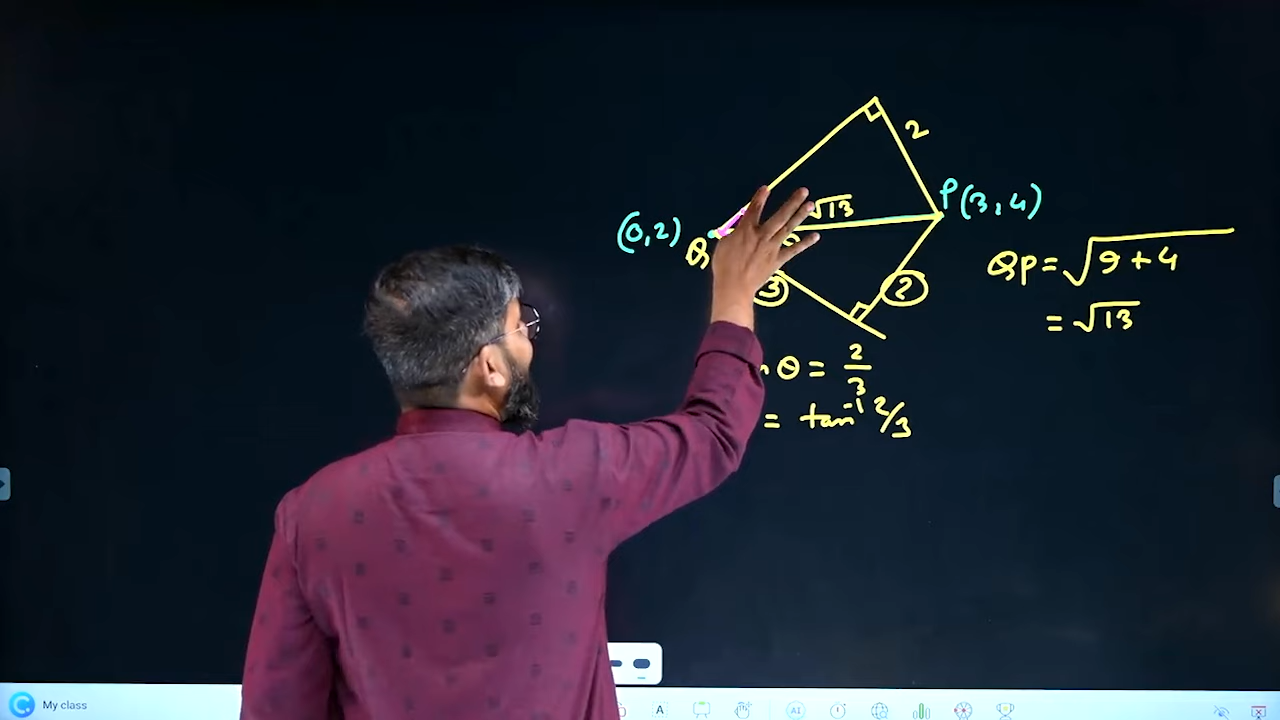 2
√13
P(3,4)
(0,2)
Q
3
2
QP = √9+4
= √13
θ = 2/3
= tan⁻¹ 2/3
My class
A
AI